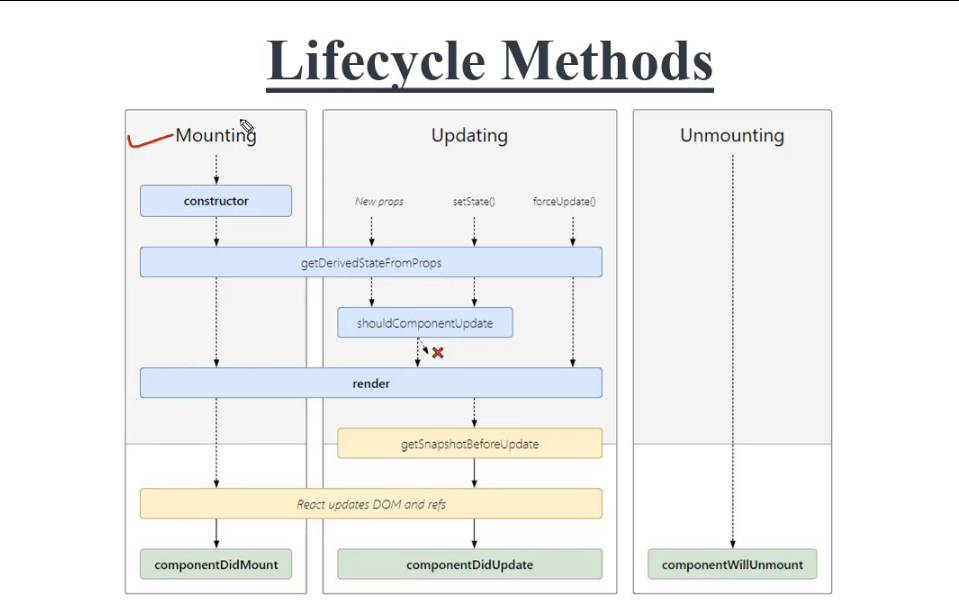 Lifecycle Methods
Mounting
Updating
Unmounting
constructor
New props
setState()
forceUpdate()
getDerivedStateFromProps
shouldComponentUpdate
render
getSnapshotBeforeUpdate
React updates DOM and refs
componentDidMount
componentDidUpdate
componentWillUnmount